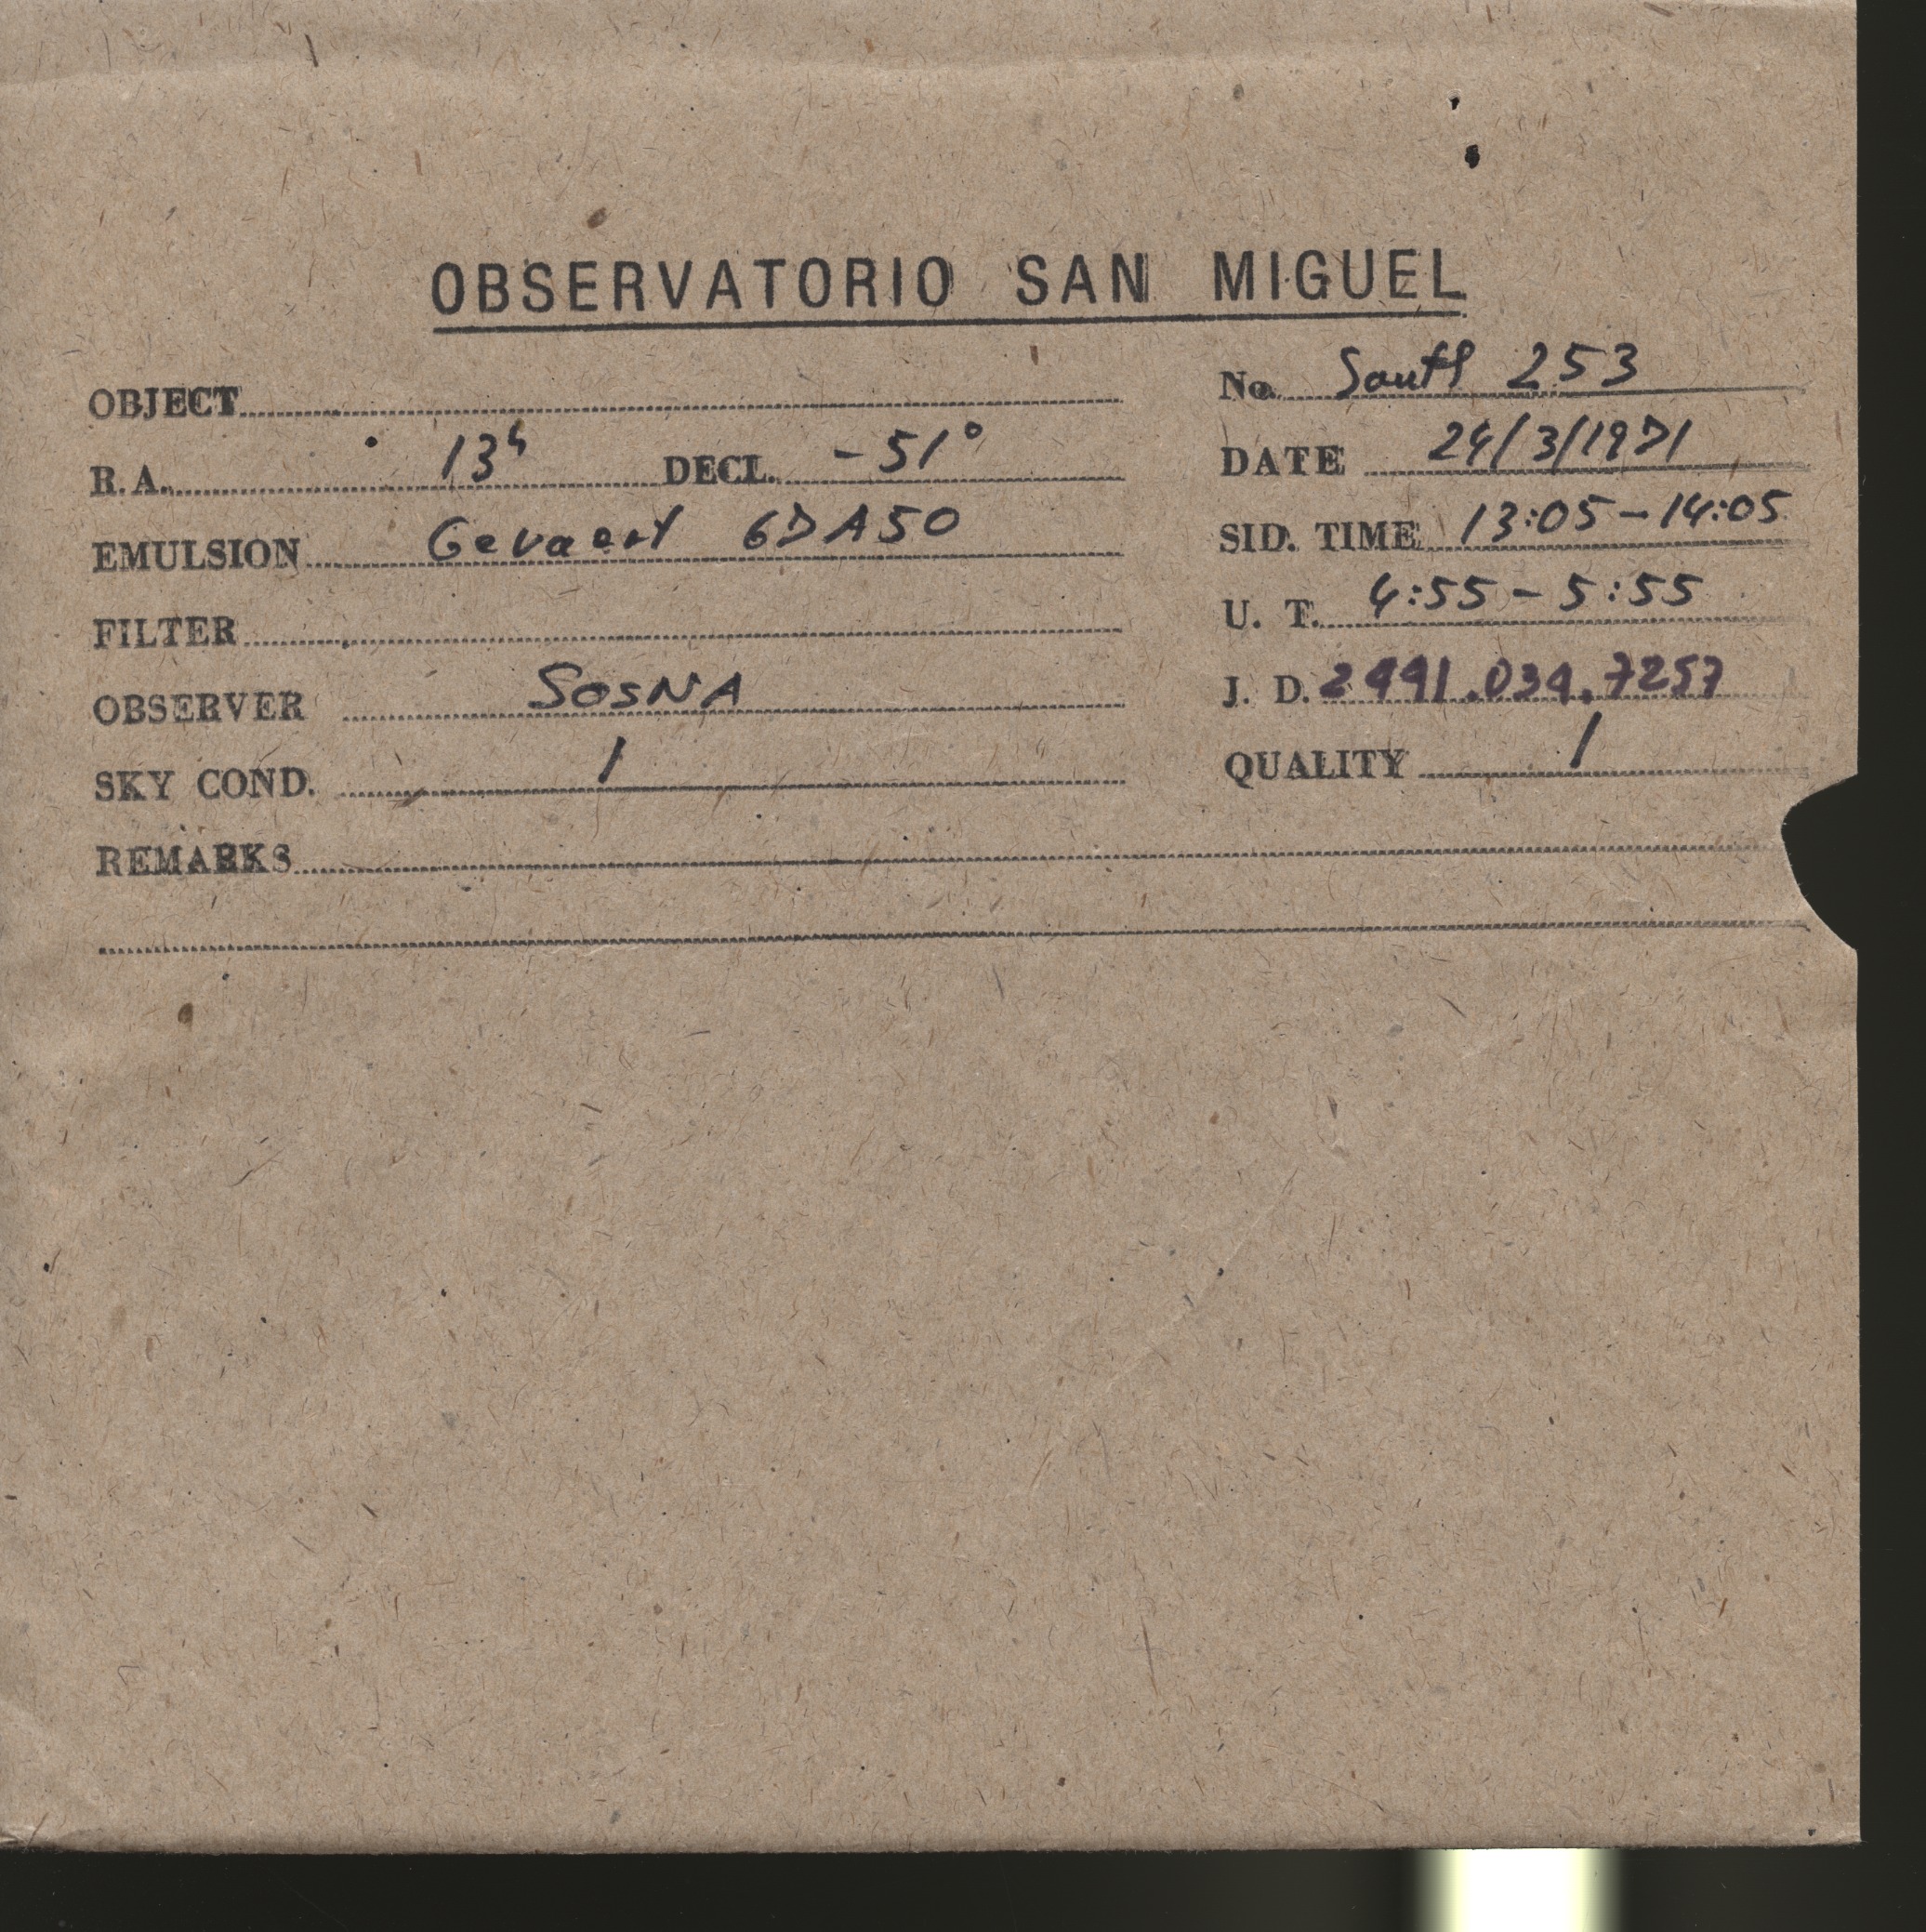 OBSERVATORIO SAN MIGUEL
OBJECT
R.A. 13h DECL. -51°
EMULSION Gevaert 67A50
FILTER
OBSERVER SOSNA
SKY COND. 1
No. South 253
DATE 24/3/1971
SID. TIME 13:05-14:05
U. T. 4:55-5:55
J. D. 2441.034.7257
QUALITY 1
REMARKS